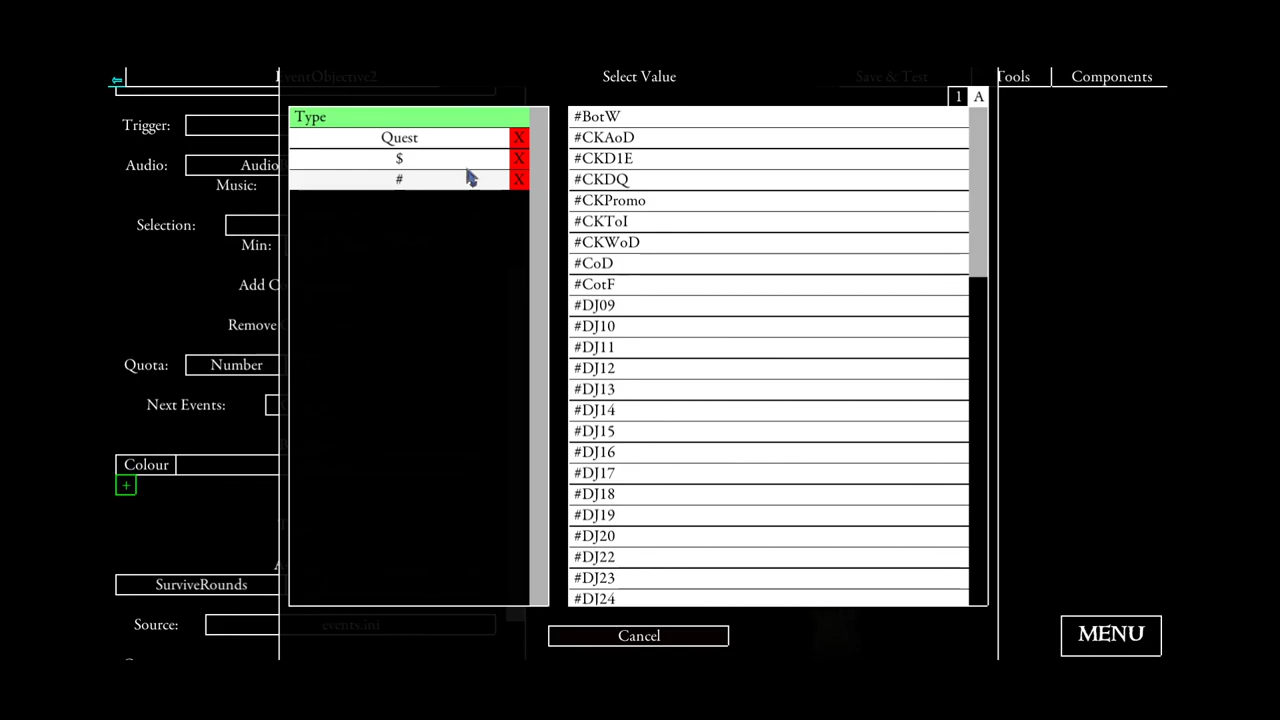 EventObjective2
Select Value
Save & Test
Tools
Components
1
A
Trigger:
Audio:
Audio
Music:
Selection:
Min:
Add C
Remove
Quota:
Number
Next Events:
Colour
+
SurviveRounds
Source:
events.ini
Type
Quest
X
$
X
#
X
#BotW
#CKAoD
#CKD1E
#CKDQ
#CKPromo
#CKToI
#CKWoD
#CoD
#CotF
#DJ09
#DJ10
#DJ11
#DJ12
#DJ13
#DJ14
#DJ15
#DJ16
#DJ17
#DJ18
#DJ19
#DJ20
#DJ22
#DJ23
#DJ24
Cancel
MENU